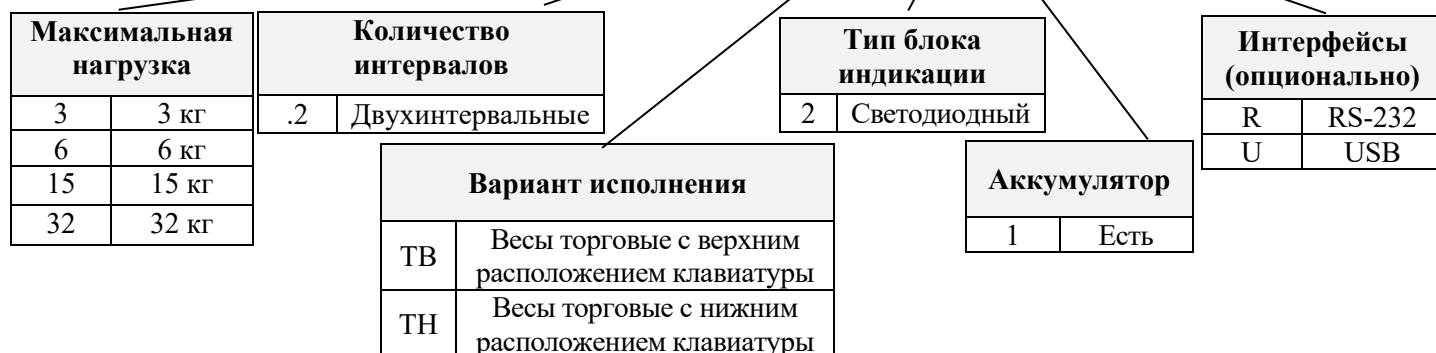 Максимальная
нагрузка
3 3 кг
6 6 кг
15 15 кг
32 32 кг
Количество
интервалов
.2 Двухинтервальные
Вариант исполнения
ТВ Весы торговые с верхним
расположением клавиатуры
ТН Весы торговые с нижним
расположением клавиатуры
Тип блока
индикации
2 Светодиодный
Аккумулятор
1 Есть
Интерфейсы
(опционально)
R RS-232
U USB